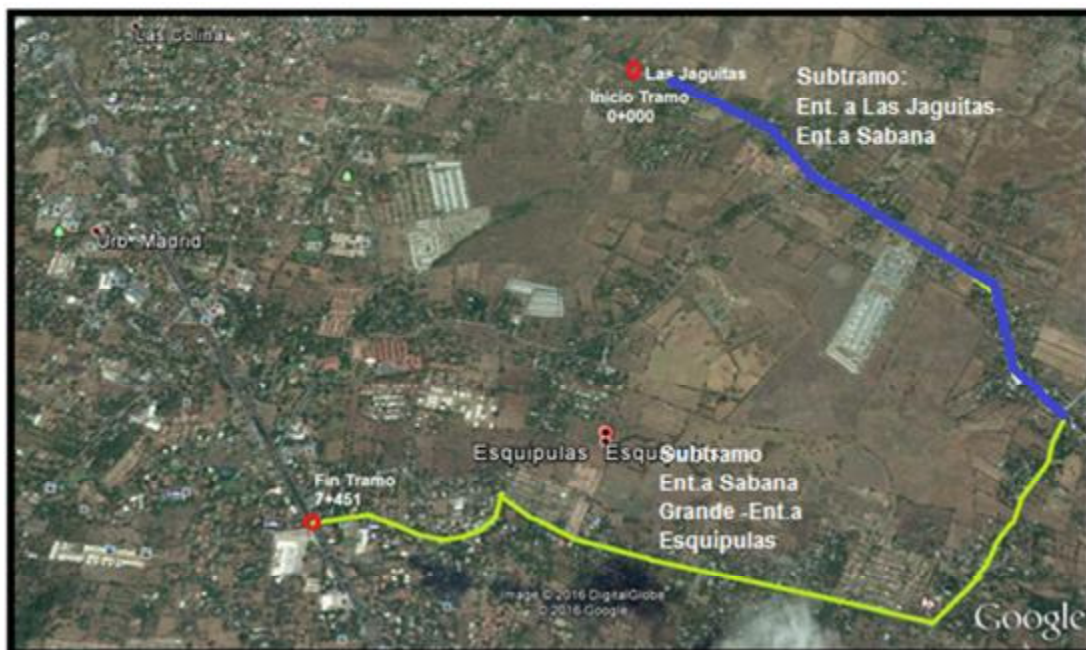 Las Colinas
Las Jaguitas
Inicio Tramo
0+000
Subtramo:
Ent. a Las Jaguitas-
Ent.a Sabana
Urb. Madrid
Esquipulas
Subtramo
Ent.a Sabana
Grande -Ent.a
Esquipulas
Fin Tramo
7+451
Image © 2016 DigitalGlobe
© 2016 Google
Google